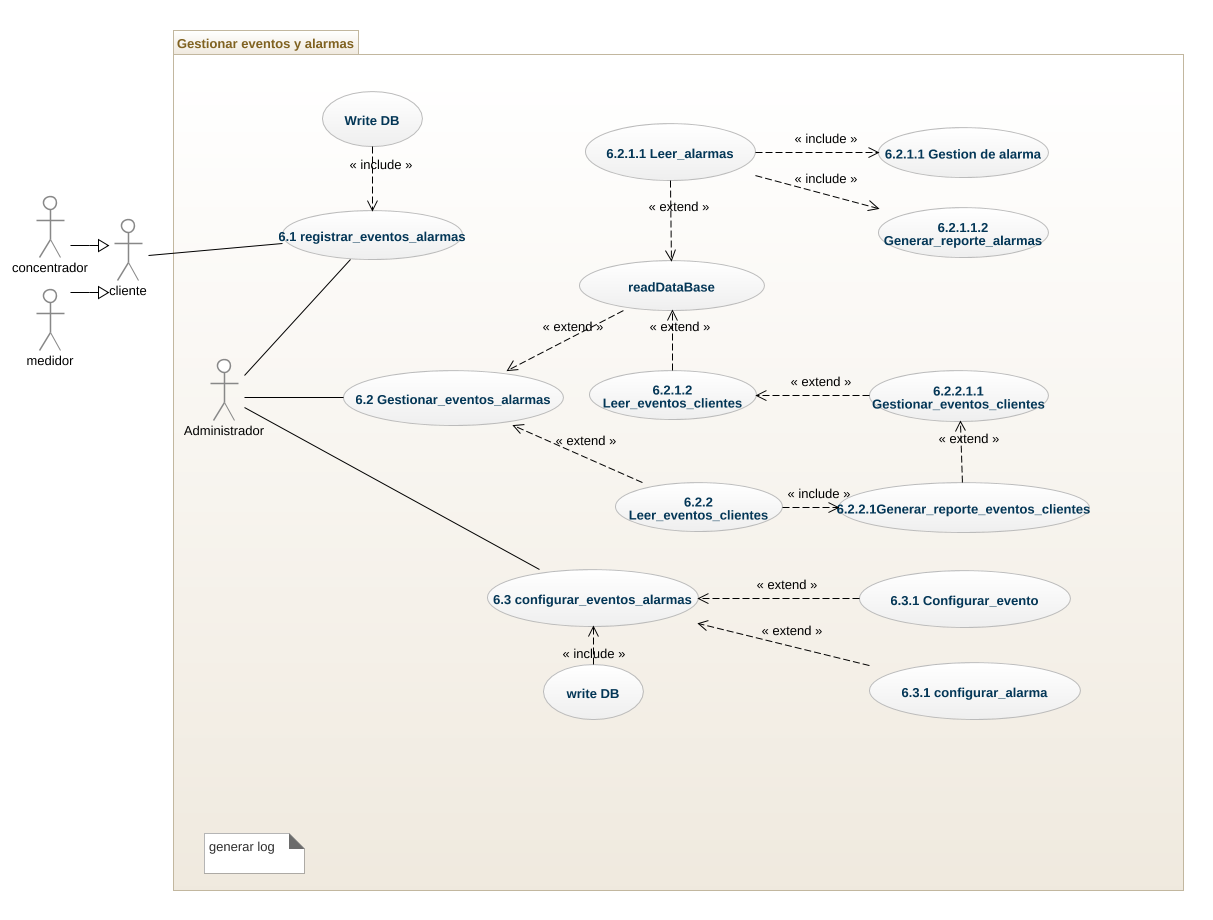 Gestionar eventos y alarmas
Write DB
« include »
6.2.1.1 Leer_alarmas
« include »
6.2.1.1 Gestion de alarma
« include »
« extend »
6.2.1.1.2
Generar_reporte_alarmas
6.1 registrar_eventos_alarmas
concentrador
cliente
medidor
readDataBase
« extend »
« extend »
Administrador
6.2 Gestionar_eventos_alarmas
6.2.1.2
Leer_eventos_clientes
« extend »
6.2.2.1.1
Gestionar_eventos_clientes
« extend »
« extend »
6.2.2
Leer_eventos_clientes
« include »
6.2.2.1Generar_reporte_eventos_clientes
6.3 configurar_eventos_alarmas
« extend »
6.3.1 Configurar_evento
« extend »
« include »
write DB
6.3.1 configurar_alarma
generar log